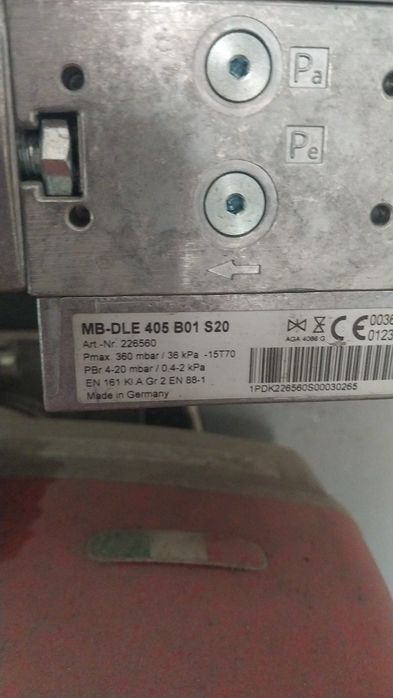 Pa
Pe
MB-DLE 405 B01 S20
Art.-Nr. 226560
Pmax 360 mbar / 36 kPa -15T70
PBr 4-20 mbar / 0.4-2 kPa
EN 161 Kl A Gr 2 EN 88-1
Made in Germany
AGA 4086 G
CE 0036
0123
1PDK226560S00030265